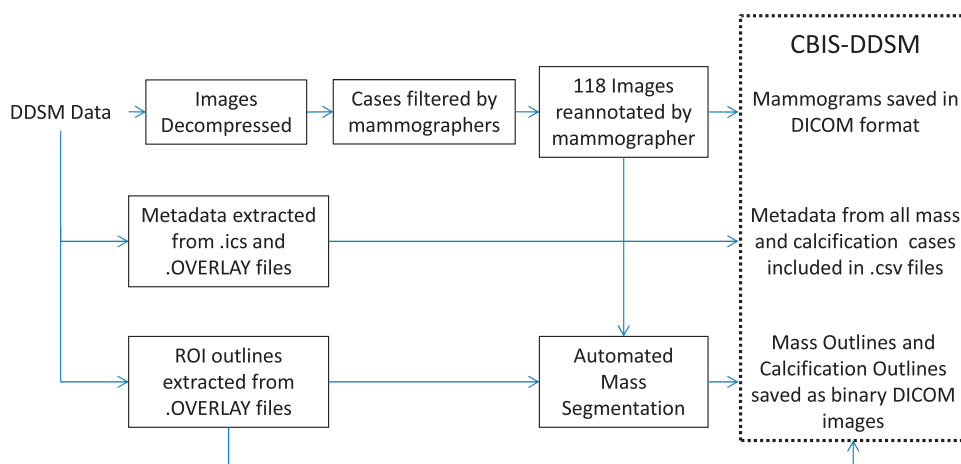 CBIS-DDSM
DDSM Data
Images
Decompressed
Cases filtered by
mammographers
118 Images
reannotated by
mammographer
Mammograms saved in
DICOM format
Metadata extracted
from .ics and
.OVERLAY files
Metadata from all mass
and calcification cases
included in .csv files
ROI outlines
extracted from
.OVERLAY files
Automated
Mass
Segmentation
Mass Outlines and
Calcification Outlines
saved as binary DICOM
images